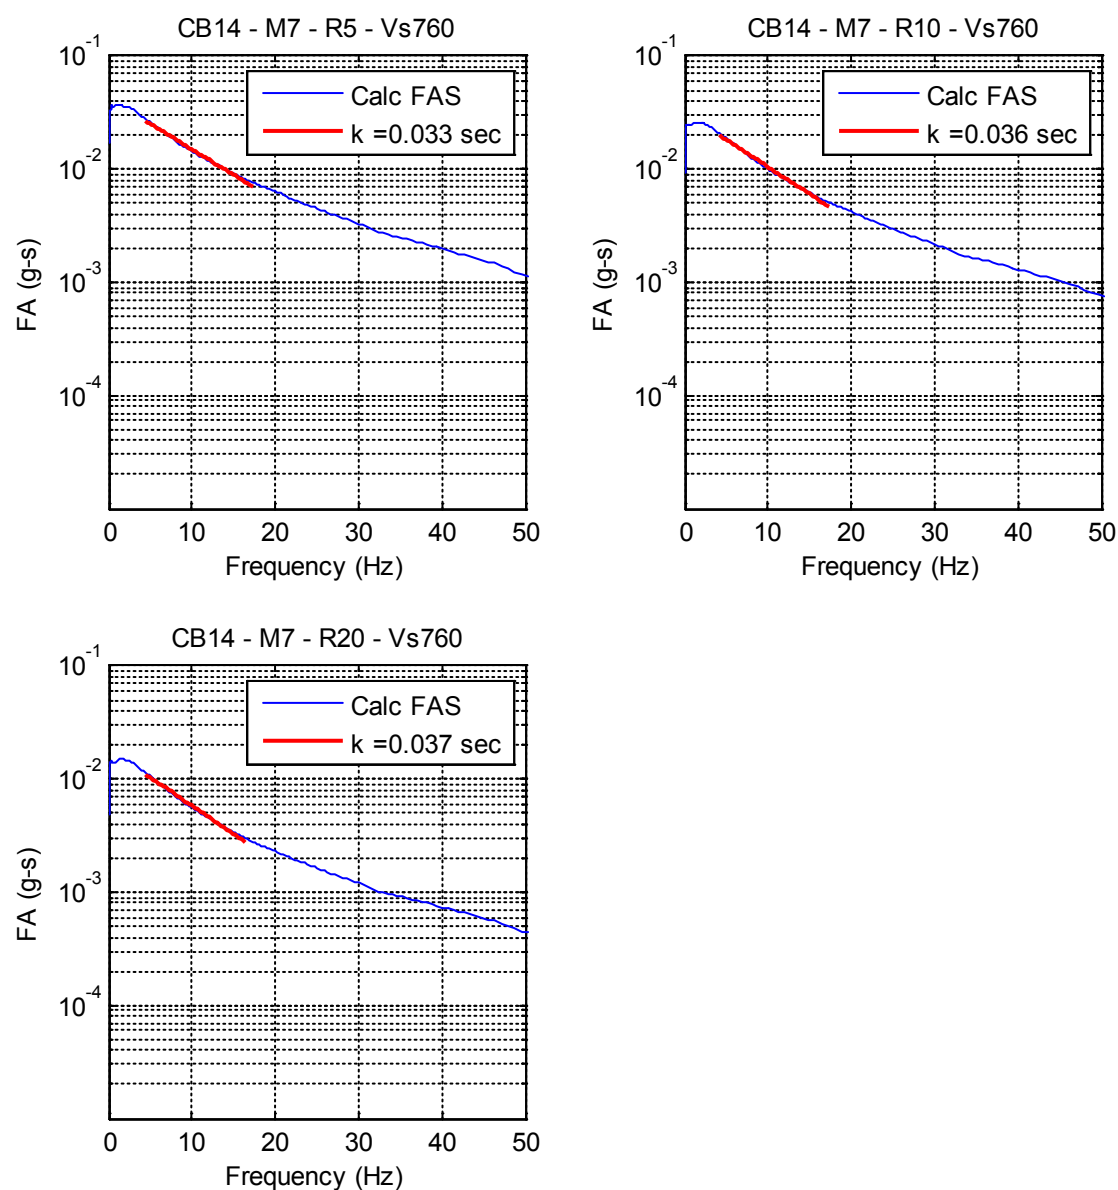 CB14 - M7 - R5 - Vs760
10^-1
10^-2
10^-3
10^-4
FA (g-s)
Calc FAS
k =0.033 sec
0 10 20 30 40 50
Frequency (Hz)
CB14 - M7 - R10 - Vs760
10^-1
10^-2
10^-3
10^-4
FA (g-s)
Calc FAS
k =0.036 sec
0 10 20 30 40 50
Frequency (Hz)
CB14 - M7 - R20 - Vs760
10^-1
10^-2
10^-3
10^-4
FA (g-s)
Calc FAS
k =0.037 sec
0 10 20 30 40 50
Frequency (Hz)